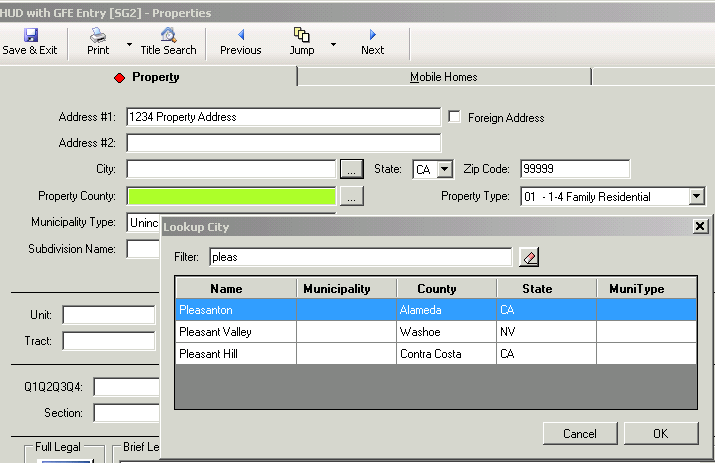 HUD with GFE Entry [SG2] - Properties
Save & Exit Print Title Search Previous Jump Next
Property Mobile Homes
Address #1: 1234 Property Address Foreign Address
Address #2:
City: ... State: CA Zip Code: 99999
Property County: ... Property Type: 01 - 1-4 Family Residential
Municipality Type: Uninc
Subdivision Name:
Lookup City
Filter: pleas
Name Municipality County State MuniType
Pleasanton Alameda CA
Pleasant Valley Washoe NV
Pleasant Hill Contra Costa CA
Cancel OK
Unit:
Tract:
Q1Q2Q3Q4:
Section:
Full Legal Brief Le